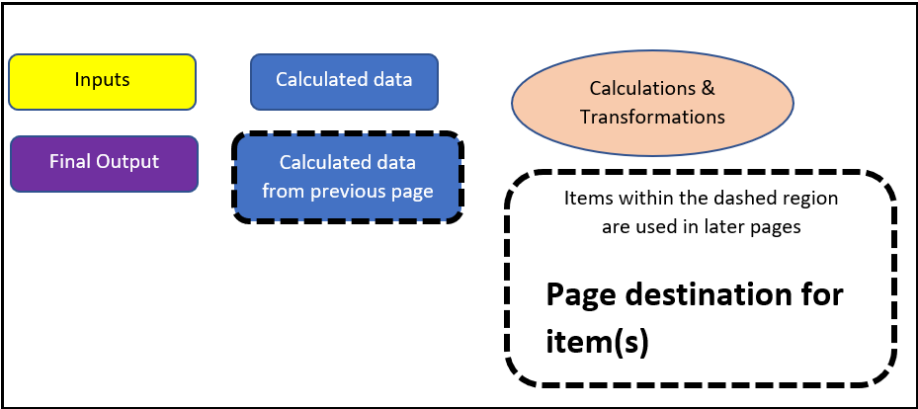 Inputs
Calculated data
Calculations &
Transformations
Final Output
Calculated data
from previous page
Items within the dashed region
are used in later pages
Page destination for
item(s)